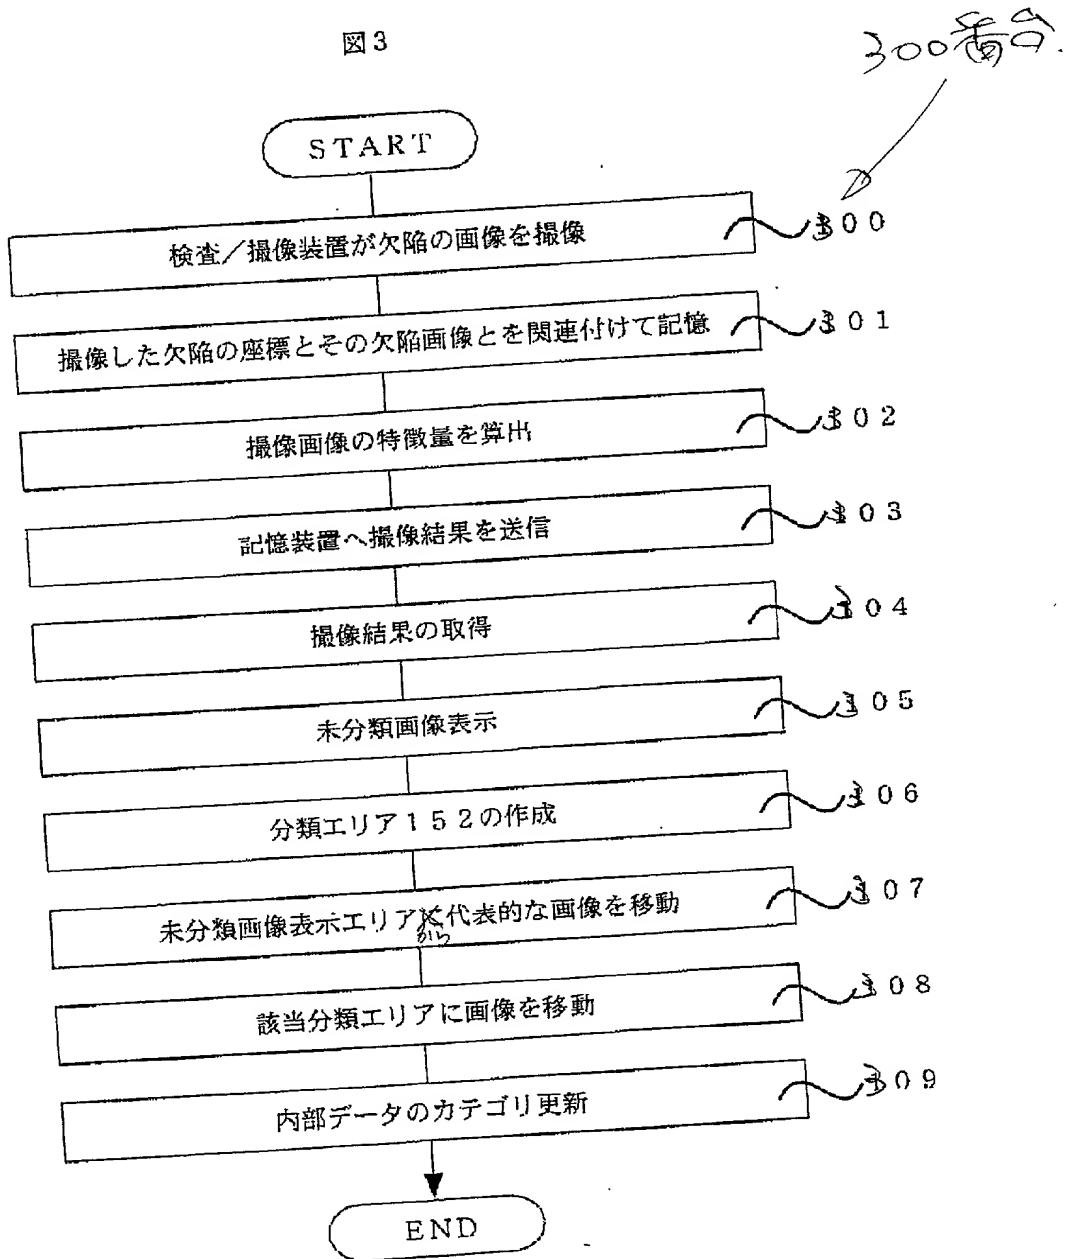 図3
300番台
START
検査／撮像装置が欠陥の画像を撮像 300
撮像した欠陥の座標とその欠陥画像とを関連付けて記憶 301
撮像画像の特徴量を算出 302
記憶装置へ撮像結果を送信 303
撮像結果の取得 304
未分類画像表示 305
分類エリア152の作成 306
未分類画像表示エリアから代表的な画像を移動 307
該当分類エリアに画像を移動 308
内部データのカテゴリ更新 309
END